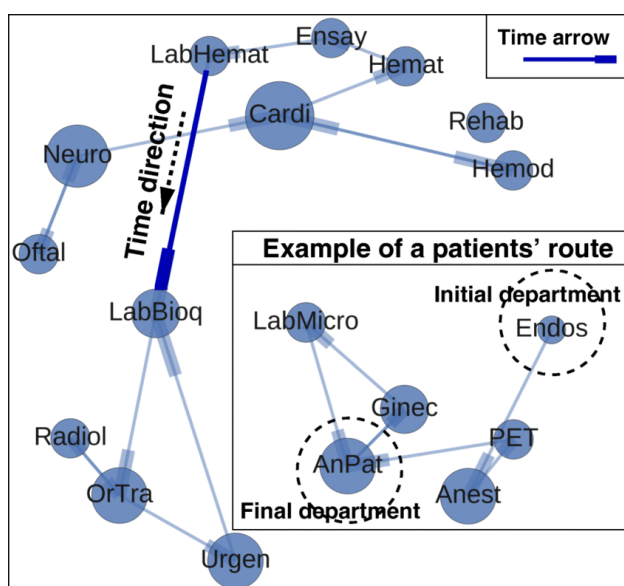 Time arrow
LabHemat
Ensay
Hemat
Cardi
Rehab
Neuro
Hemod
Time direction
Oftal
Example of a patients' route
Initial department
LabBioq
LabMicro
Endos
Ginec
Radiol
PET
AnPat
OrTra
Anest
Final department
Urgen